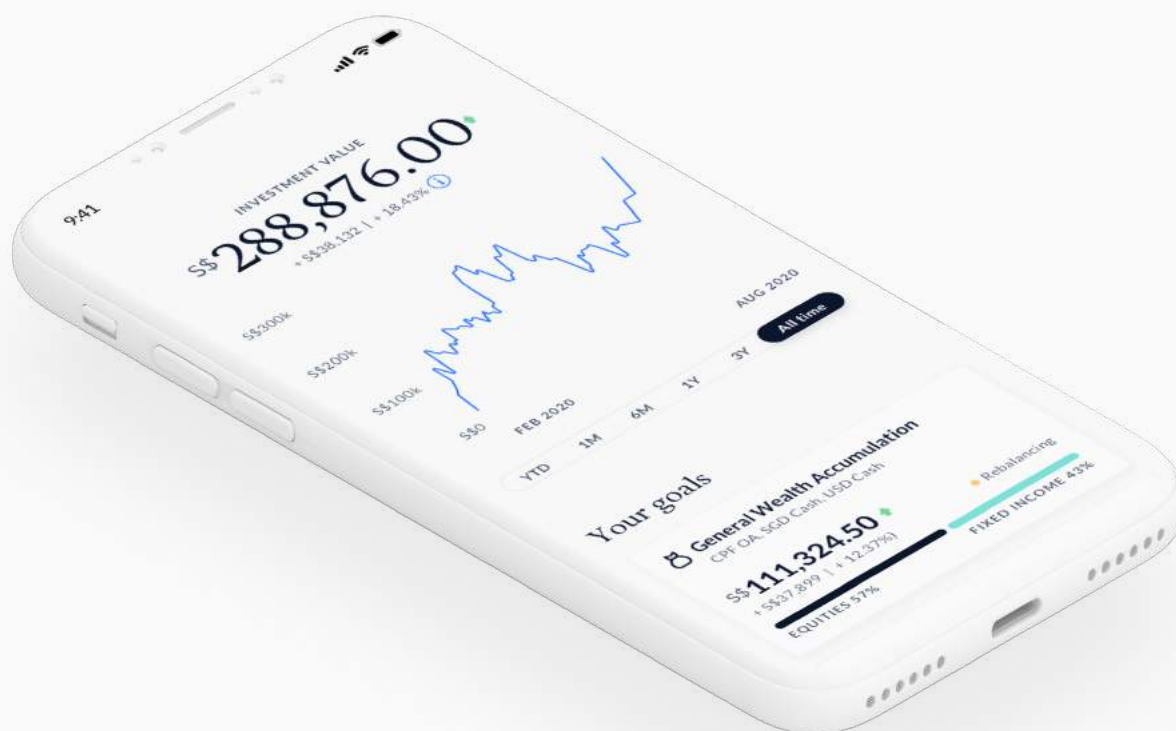 9:41
INVESTMENT VALUE
S$288,876.00
+S$38.132 | + 18.43% i
S$300k
S$200k
S$100k
S$0
FEB 2020
AUG 2020
YTD 1M 6M 1Y 3Y All time
Your goals
General Wealth Accumulation
CPF OA, SGD Cash, USD Cash
S$111,324.50
Rebalancing
+S$37.899 | + 12.37%)
EQUITIES 57%
FIXED INCOME 43%